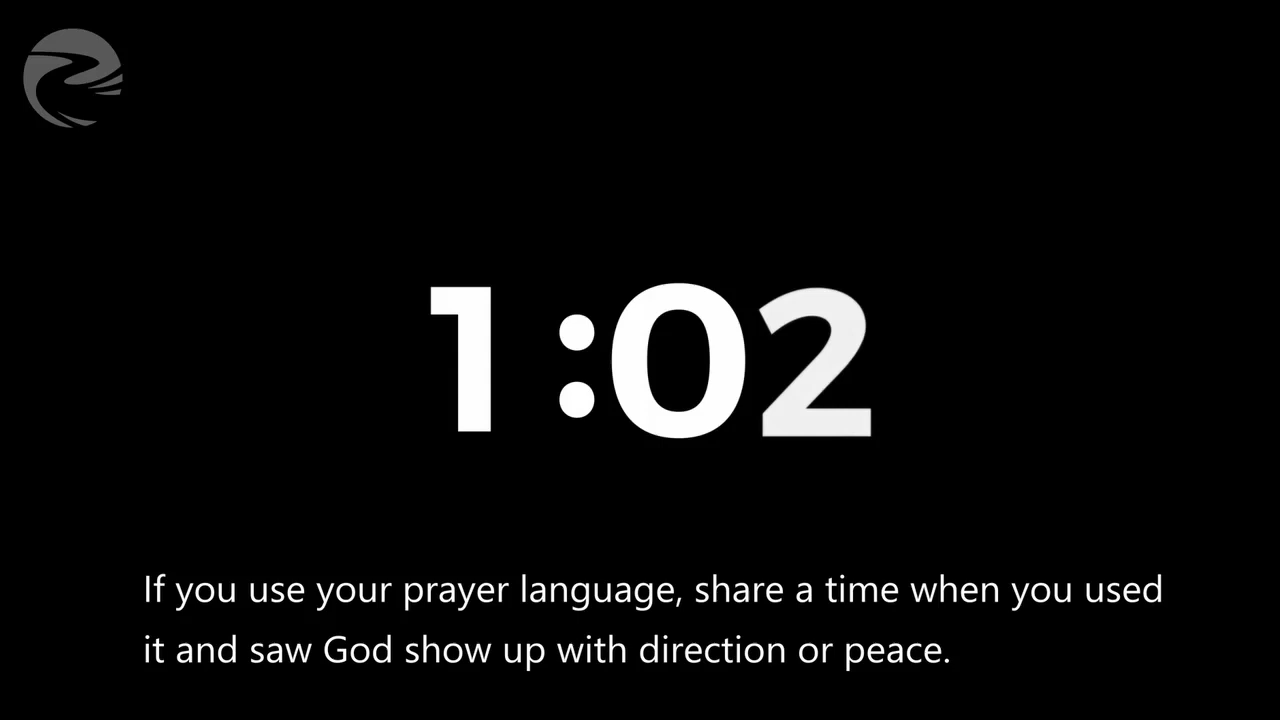 1:02
If you use your prayer language, share a time when you used
it and saw God show up with direction or peace.